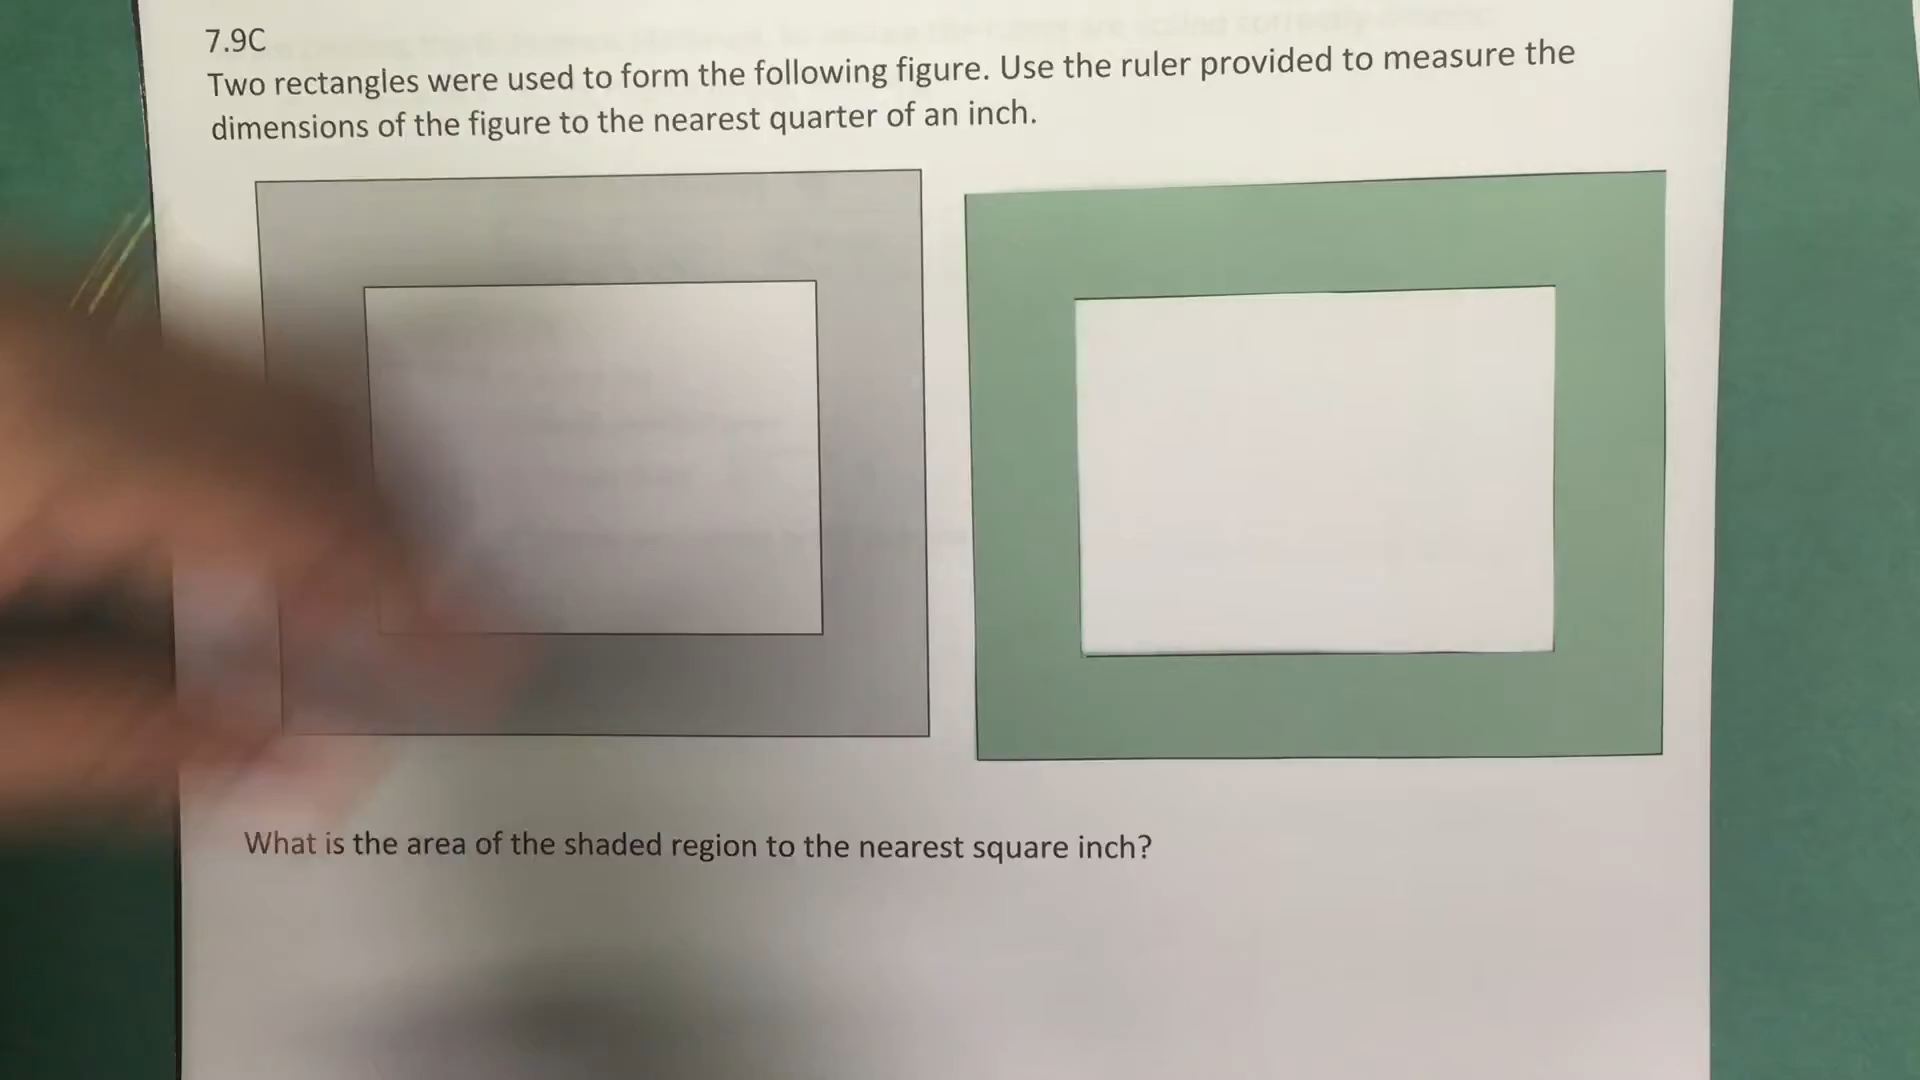 7.9C
Two rectangles were used to form the following figure. Use the ruler provided to measure the
dimensions of the figure to the nearest quarter of an inch.
What is the area of the shaded region to the nearest square inch?